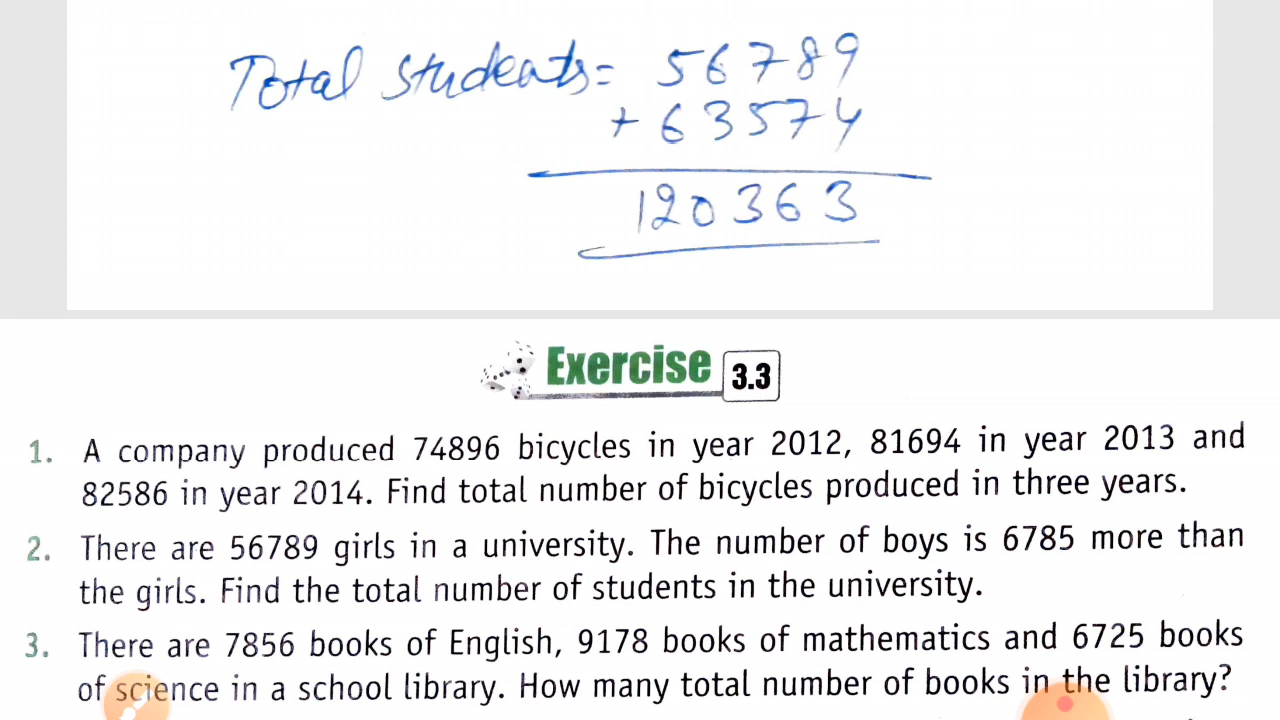 Total Students = 56789
+ 63574
120363
Exercise 3.3
1. A company produced 74896 bicycles in year 2012, 81694 in year 2013 and
82586 in year 2014. Find total number of bicycles produced in three years.
2. There are 56789 girls in a university. The number of boys is 6785 more than
the girls. Find the total number of students in the university.
3. There are 7856 books of English, 9178 books of mathematics and 6725 books
of science in a school library. How many total number of books in the library?